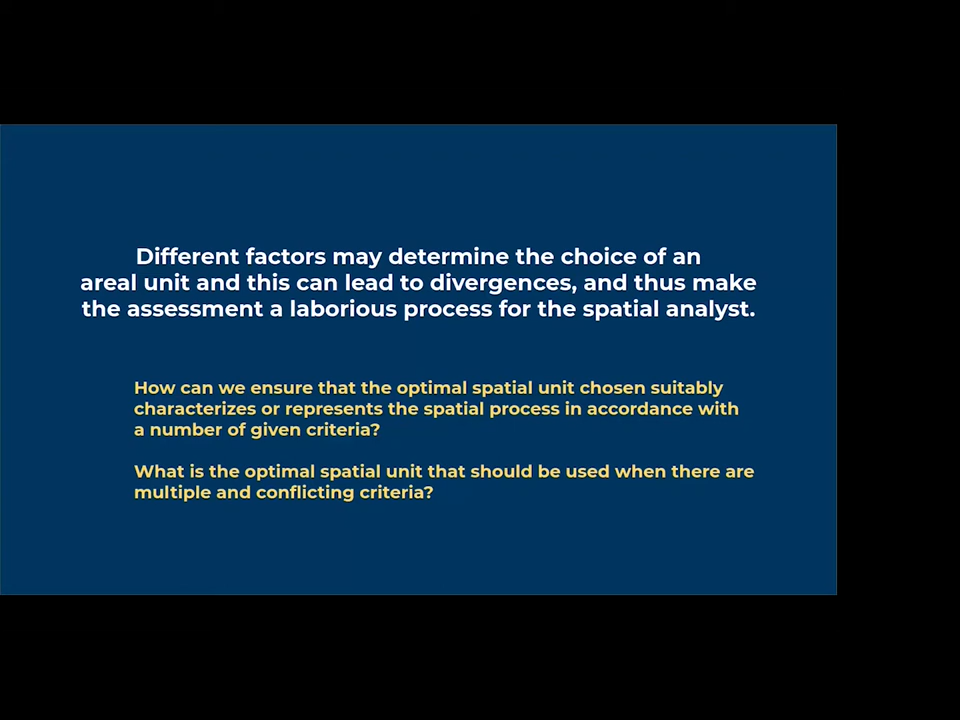 Different factors may determine the choice of an
areal unit and this can lead to divergences, and thus make
the assessment a laborious process for the spatial analyst.
How can we ensure that the optimal spatial unit chosen suitably
characterizes or represents the spatial process in accordance with
a number of given criteria?
What is the optimal spatial unit that should be used when there are
multiple and conflicting criteria?